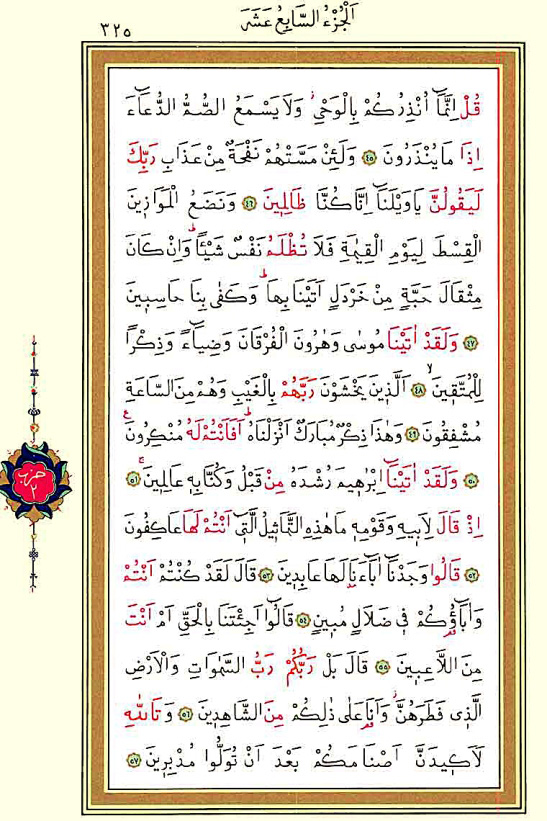 اَلْجُزْءُ السَّابِعُ عَشَرَ
٣٢٥
قُلْ اِنَّمَٓا اُنْذِرُكُمْ بِالْوَحْيِۘ وَلَا يَسْمَعُ الصُّمُّ الدُّعَٓاءَ
اِذَا مَا يُنْذَرُونَ ﴿٤٥﴾ وَلَئِنْ مَسَّتْهُمْ نَفْحَةٌ مِنْ عَذَابِ رَبِّكَ
لَيَقُولُنَّ يَا وَيْلَنَٓا اِنَّا كُنَّا ظَالِمٖينَ ﴿٤٦﴾ وَنَضَعُ الْمَوَازٖينَ
الْقِسْطَ لِيَوْمِ الْقِيٰمَةِ فَلَا تُظْلَمُ نَفْسٌ شَيْـًٔاۜ وَاِنْ كَانَ
مِثْقَالَ حَبَّةٍ مِنْ خَرْدَلٍ اَتَيْنَا بِهَاۜ وَكَفٰى بِنَا حَاسِبٖينَ
﴿٤٧﴾ وَلَقَدْ اٰتَيْنَا مُوسٰى وَهٰرُونَ الْفُرْقَانَ وَضِيَٓاءً وَذِكْرًا
لِلْمُتَّقٖينَۙ ﴿٤٨﴾ اَلَّذٖينَ يَخْشَوْنَ رَبَّهُمْ بِالْغَيْبِ وَهُمْ مِنَ السَّاعَةِ
مُشْفِقُونَ ﴿٤٩﴾ وَهٰذَا ذِكْرٌ مُبَارَكٌ اَنْزَلْنَاهُۜ اَفَاَنْتُمْ لَهُ مُنْكِرُونَ۟
﴿٥٠﴾ وَلَقَدْ اٰتَيْنَٓا اِبْرٰهٖيمَ رُشْدَهُ مِنْ قَبْلُ وَكُنَّا بِهٖ عَالِمٖينَۚ ﴿٥١﴾
اِذْ قَالَ لِاَبٖيهِ وَقَوْمِهٖ مَا هٰذِهِ التَّمَاثٖيلُ الَّتٖٓي اَنْتُمْ لَهَا عَاكِفُونَ
﴿٥٢﴾ قَالُوا وَجَدْنَٓا اٰبَٓاءَنَا لَهَا عَابِدٖينَ ﴿٥٣﴾ قَالَ لَقَدْ كُنْتُمْ اَنْتُمْ
وَاٰبَٓاؤُ۬كُمْ فٖي ضَلَالٍ مُبٖينٍ ﴿٥٤﴾ قَالُٓوا اَجِئْتَنَا بِالْحَقِّ اَمْ اَنْتَ
مِنَ اللَّاعِبٖينَ ﴿٥٥﴾ قَالَ بَلْ رَبُّكُمْ رَبُّ السَّمٰوَاتِ وَالْاَرْضِ
الَّذٖي فَطَرَهُنَّۘ وَاَنَا۬ عَلٰى ذٰلِكُمْ مِنَ الشَّاهِدٖينَ ﴿٥٦﴾ وَتَاللّٰهِ
لَاَكٖيدَنَّ اَصْنَامَكُمْ بَعْدَ اَنْ تُوَلُّوا مُدْبِرٖينَ ﴿٥٧﴾
حزب
٢